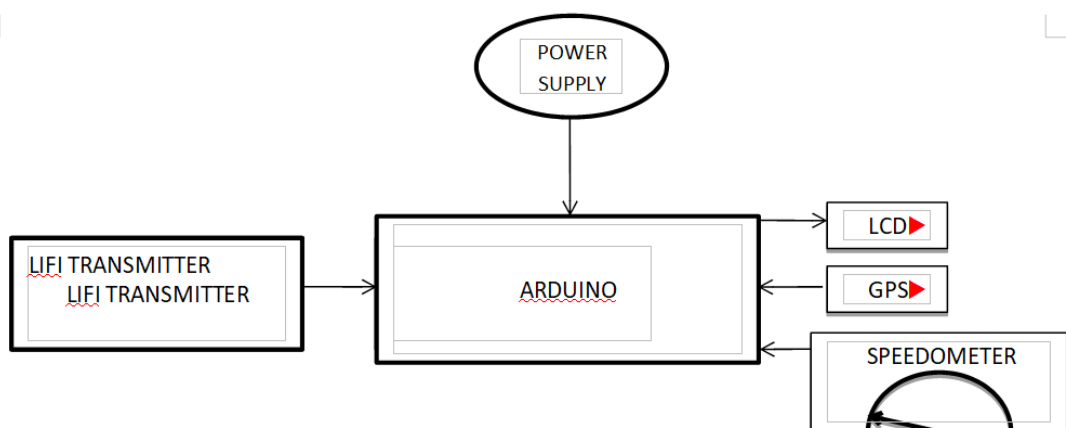 POWER
SUPPLY
LCD
LIFI TRANSMITTER
LIFI TRANSMITTER
ARDUINO
GPS
SPEEDOMETER